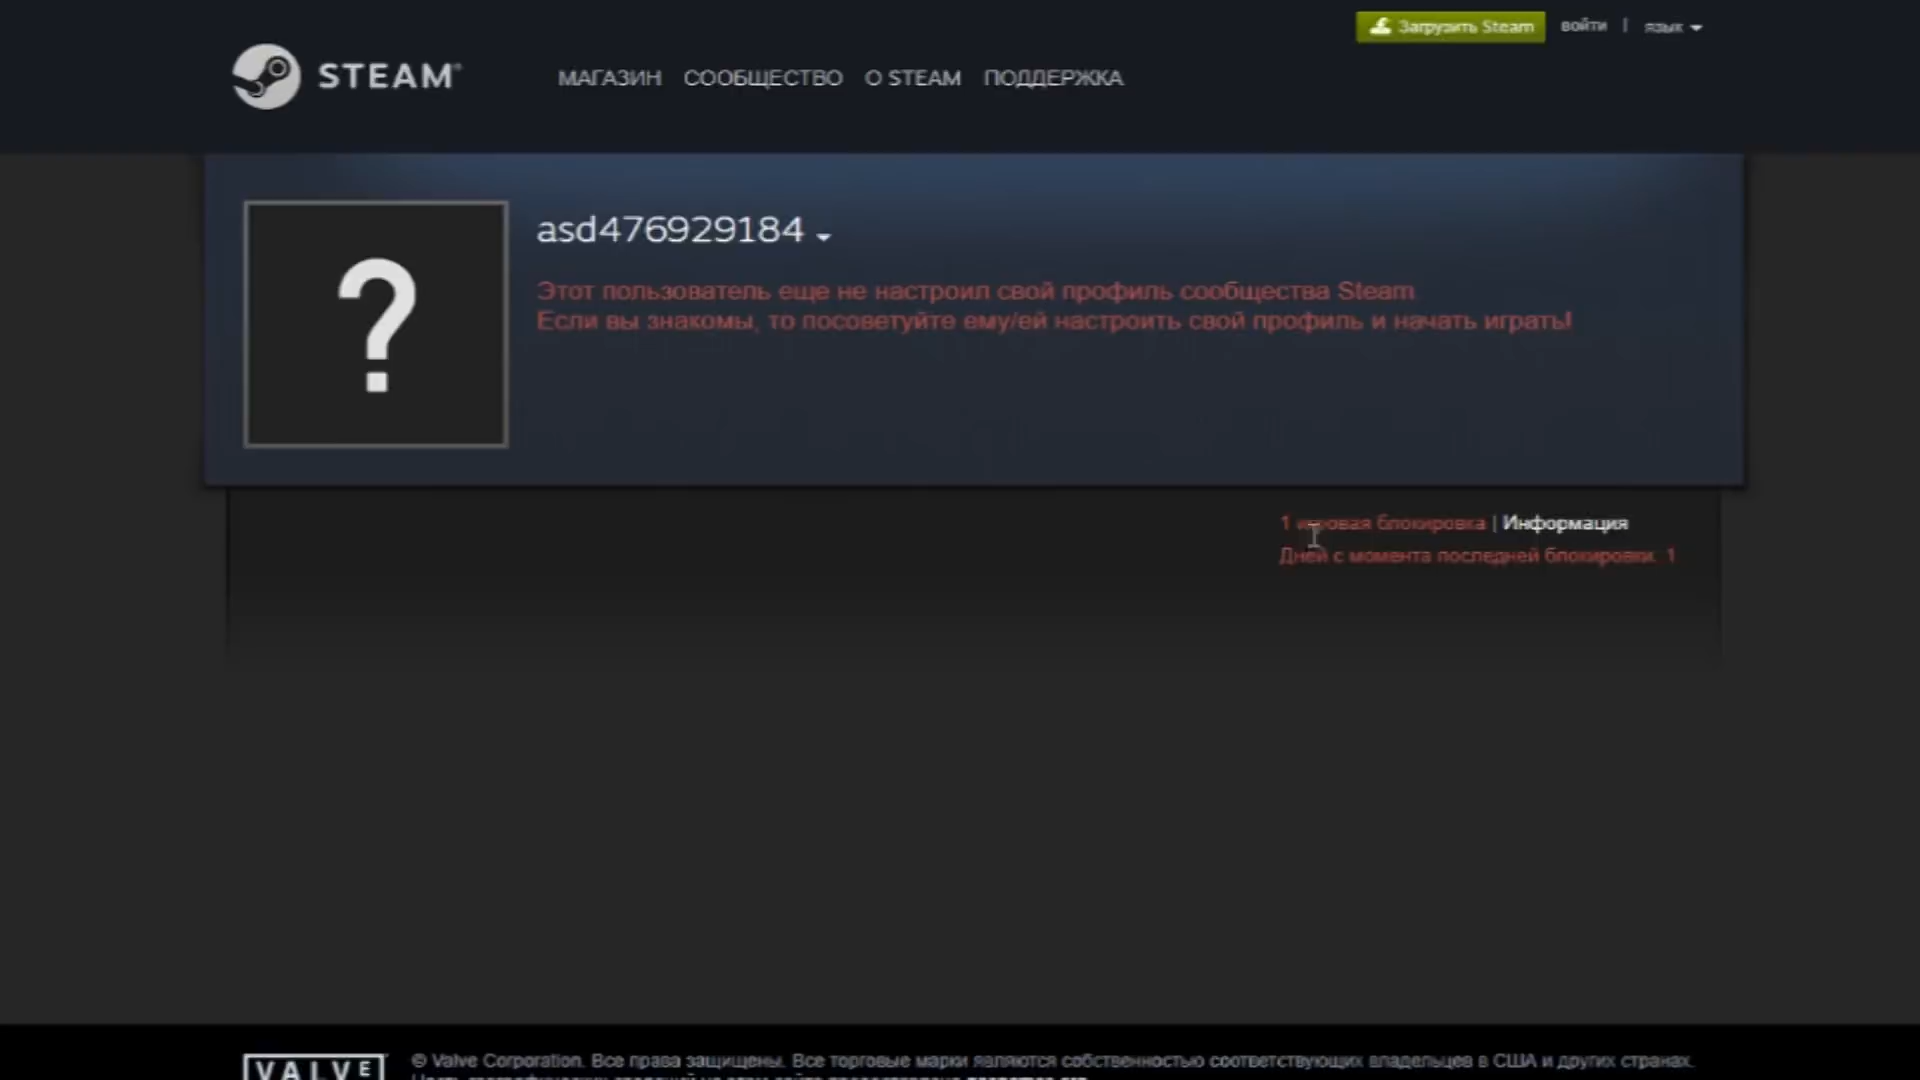 Загрузить Steam войти | язык
STEAM МАГАЗИН СООБЩЕСТВО О STEAM ПОДДЕРЖКА
asd476929184
Этот пользователь еще не настроил свой профиль сообщества Steam.
Если вы знакомы, то посоветуйте ему/ей настроить свой профиль и начать играть!
1 игровая блокировка | Информация
Дней с момента последней блокировки: 1
VALVE © Valve Corporation. Все права защищены. Все торговые марки являются собственностью соответствующих владельцев в США и других странах.